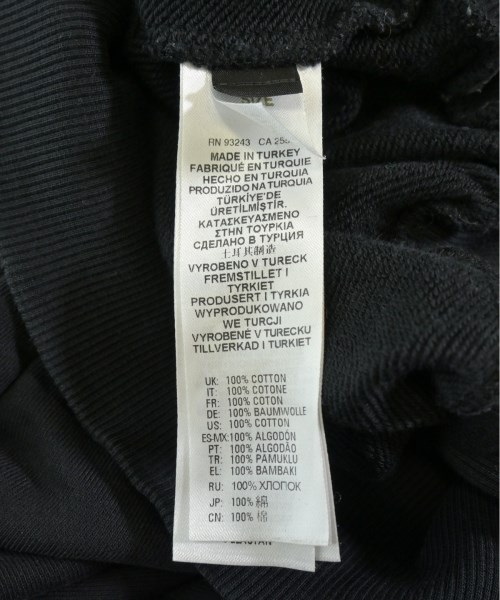 SIZE
RN 93243 CA
MADE IN TURKEY
FABRIQUÉ EN TURQUIE
HECHO EN TURQUIA
PRODUZIDO NA TURQUIA
TÜRKİYE'DE
ÜRETİLMİŞTİR.
ΚΑΤΑΣΚΕΥΑΣΜΕΝΟ
ΣΤΗΝ ΤΟΥΡΚΙΑ
СДЕЛАНО В ТУРЦИЯ
土耳其制造
VYROBENO V TURECK
FREMSTILLET I
TYRKIET
PRODUSERT I TYRKIA
WYPRODUKOWANO
WE TURCJI
VYROBENÉ V TURECKU
TILLVERKAD I TURKIET
UK: 100% COTTON
IT: 100% COTONE
FR: 100% COTON
DE: 100% BAUMWOLLE
US: 100% COTTON
ES-MX: 100% ALGODÓN
PT: 100% ALGODÃO
TR: 100% PAMUKLU
EL: 100% BAMBAKI
RU: 100% ХЛОПОК
JP: 100% 綿
CN: 100% 棉